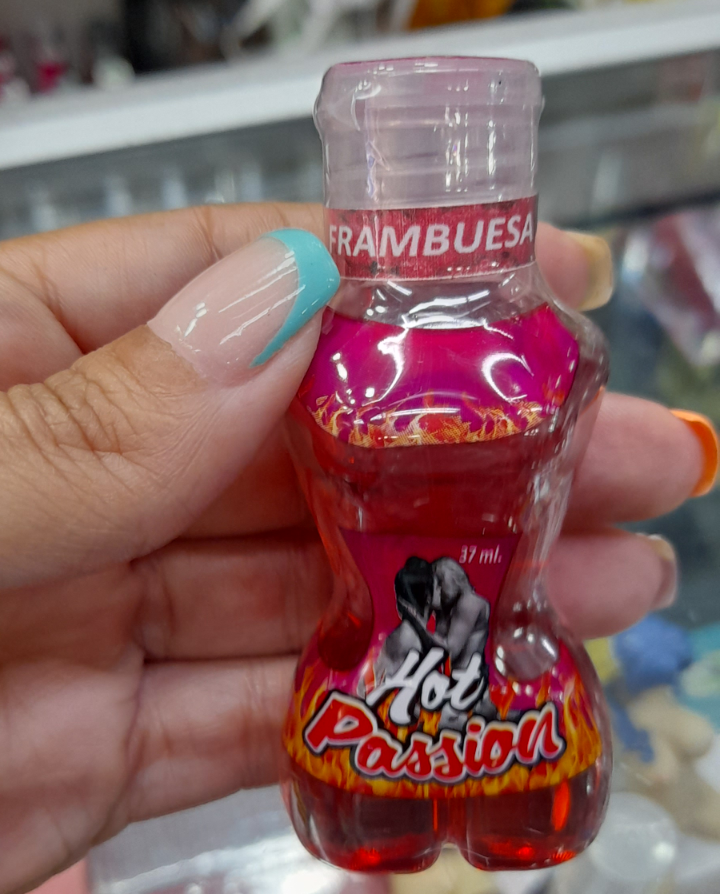 FRAMBUESA
37 ml.
Hot
Passion